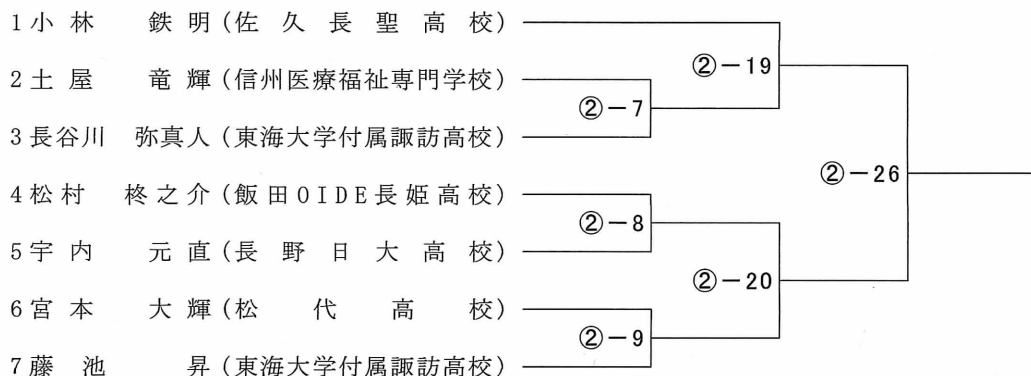 1 小林 鉄明 (佐久長聖高校)
②-19
2 土屋 竜輝 (信州医療福祉専門学校)
②-7
3 長谷川 弥真人 (東海大学付属諏訪高校)
②-26
4 松村 柊之介 (飯田OIDE長姫高校)
②-8
5 宇内 元直 (長野日大高校)
②-20
6 宮本 大輝 (松代高校)
②-9
7 藤池 昇 (東海大学付属諏訪高校)